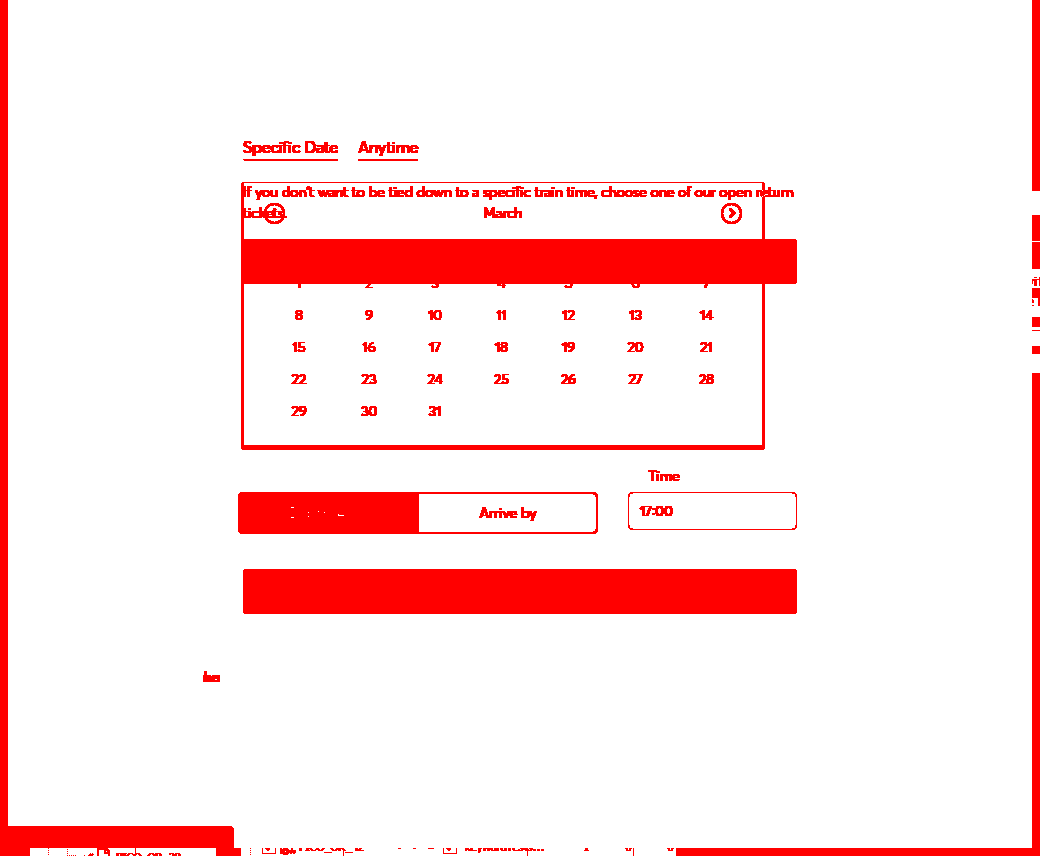 Specific Date Anytime
If you don't want to be tied down to a specific train time, choose one of our open return
tickets.
March
1 2 3 4 5 6 7
8 9 10 11 12 13 14
15 16 17 18 19 20 21
22 23 24 25 26 27 28
29 30 31
Time
Arrive by 17:00